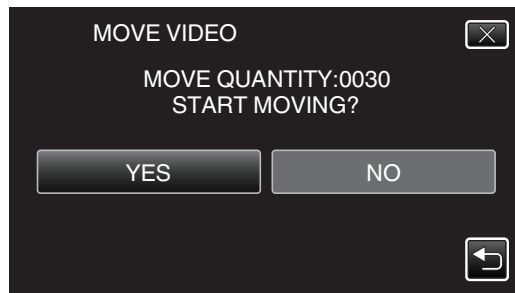 MOVE VIDEO
MOVE QUANTITY:0030
START MOVING?
YES
NO